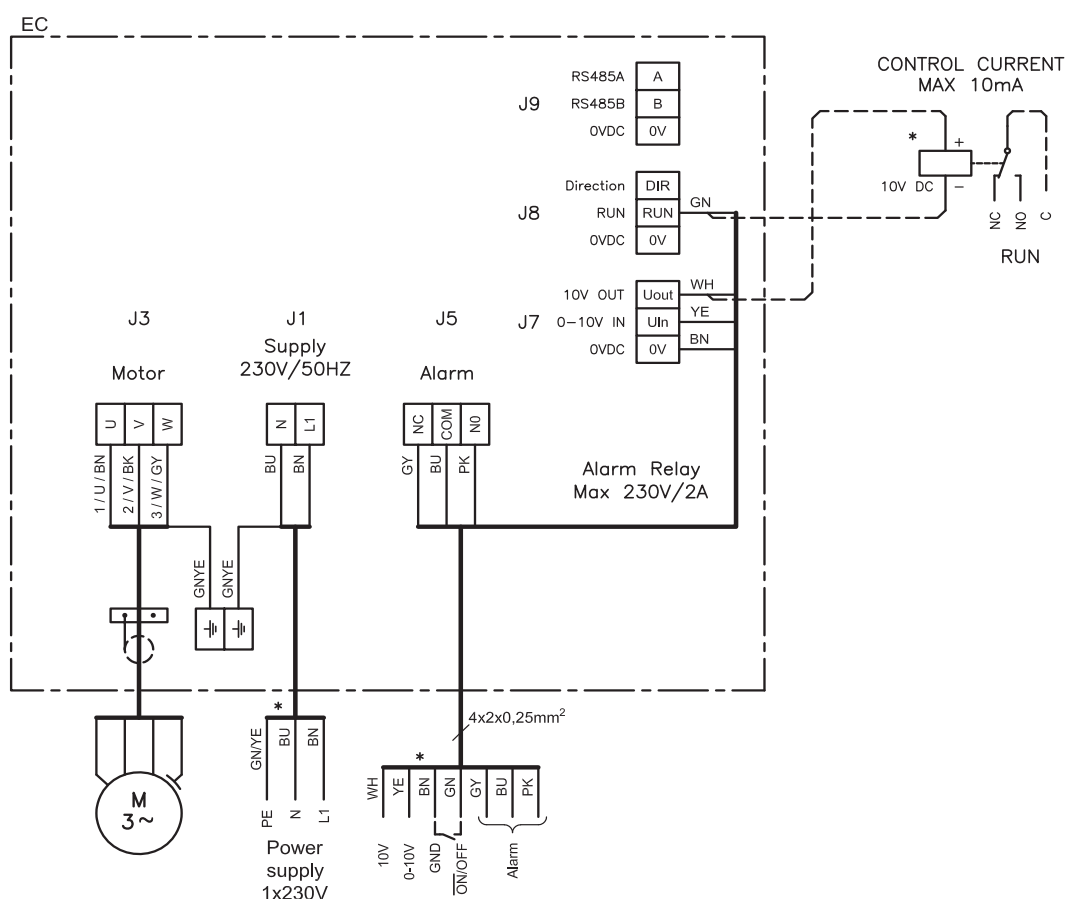 EC
RS485A A
J9 RS485B B
0VDC 0V
CONTROL CURRENT
MAX 10mA
*
+
10V DC −
NC
NO
C
RUN
Direction DIR
J8 RUN RUN GN
0VDC 0V
10V OUT Uout WH
J7 0–10V IN UIn YE
0VDC 0V BN
J3
Motor
U V W
1 / U / BN
2 / V / BK
3 / W / GY
J1
Supply
230V/50HZ
N L1
BU
BN
J5
Alarm
NC COM N0
GY
BU
PK
Alarm Relay
Max 230V/2A
GNYE
GNYE
M
3~
*
GN/YE
BU
BN
PE
N
L1
Power
supply
1x230V
4x2x0,25mm²
*
WH
YE
BN
GN
GY
BU
PK
10V
0-10V
GND
ON/OFF
Alarm